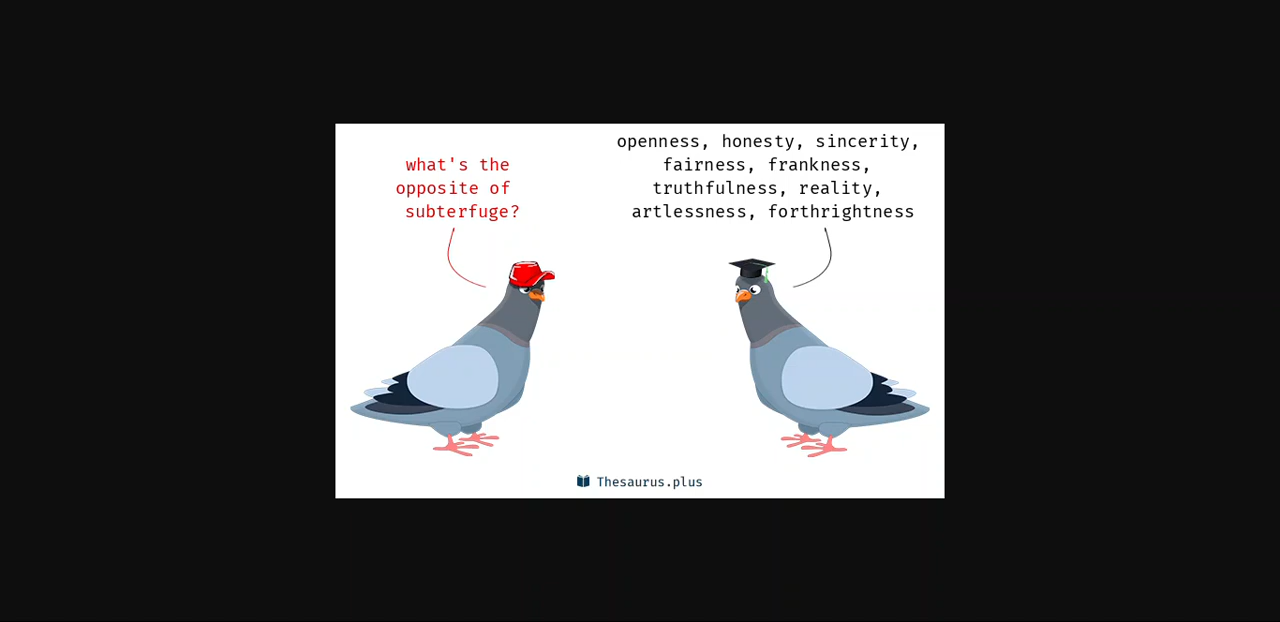 what's the
opposite of
subterfuge?
openness, honesty, sincerity,
fairness, frankness,
truthfulness, reality,
artlessness, forthrightness
Thesaurus.plus